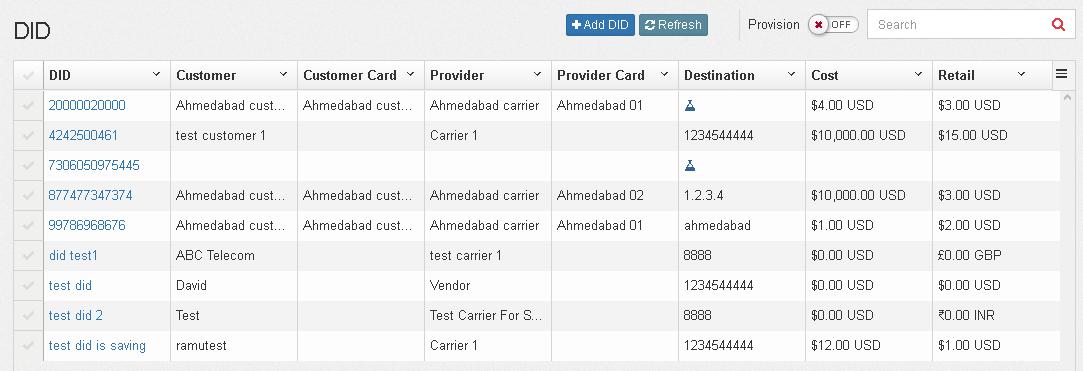 DID
Add DID Refresh Provision OFF Search
DID Customer Customer Card Provider Provider Card Destination Cost Retail
20000020000 Ahmedabad cust... Ahmedabad cust... Ahmedabad carrier Ahmedabad 01 $4.00 USD $3.00 USD
4242500461 test customer 1 Carrier 1 1234544444 $10,000.00 USD $15.00 USD
7306050975445
877477347374 Ahmedabad cust... Ahmedabad cust... Ahmedabad carrier Ahmedabad 02 1.2.3.4 $10,000.00 USD $3.00 USD
99786968676 Ahmedabad cust... Ahmedabad cust... Ahmedabad carrier Ahmedabad 01 ahmedabad $1.00 USD $2.00 USD
did test1 ABC Telecom test carrier 1 8888 $0.00 USD £0.00 GBP
test did David Vendor 1234544444 $0.00 USD $0.00 USD
test did 2 Test Test Carrier For S... 8888 $0.00 USD ₹0.00 INR
test did is saving ramutest Carrier 1 1234544444 $12.00 USD $1.00 USD